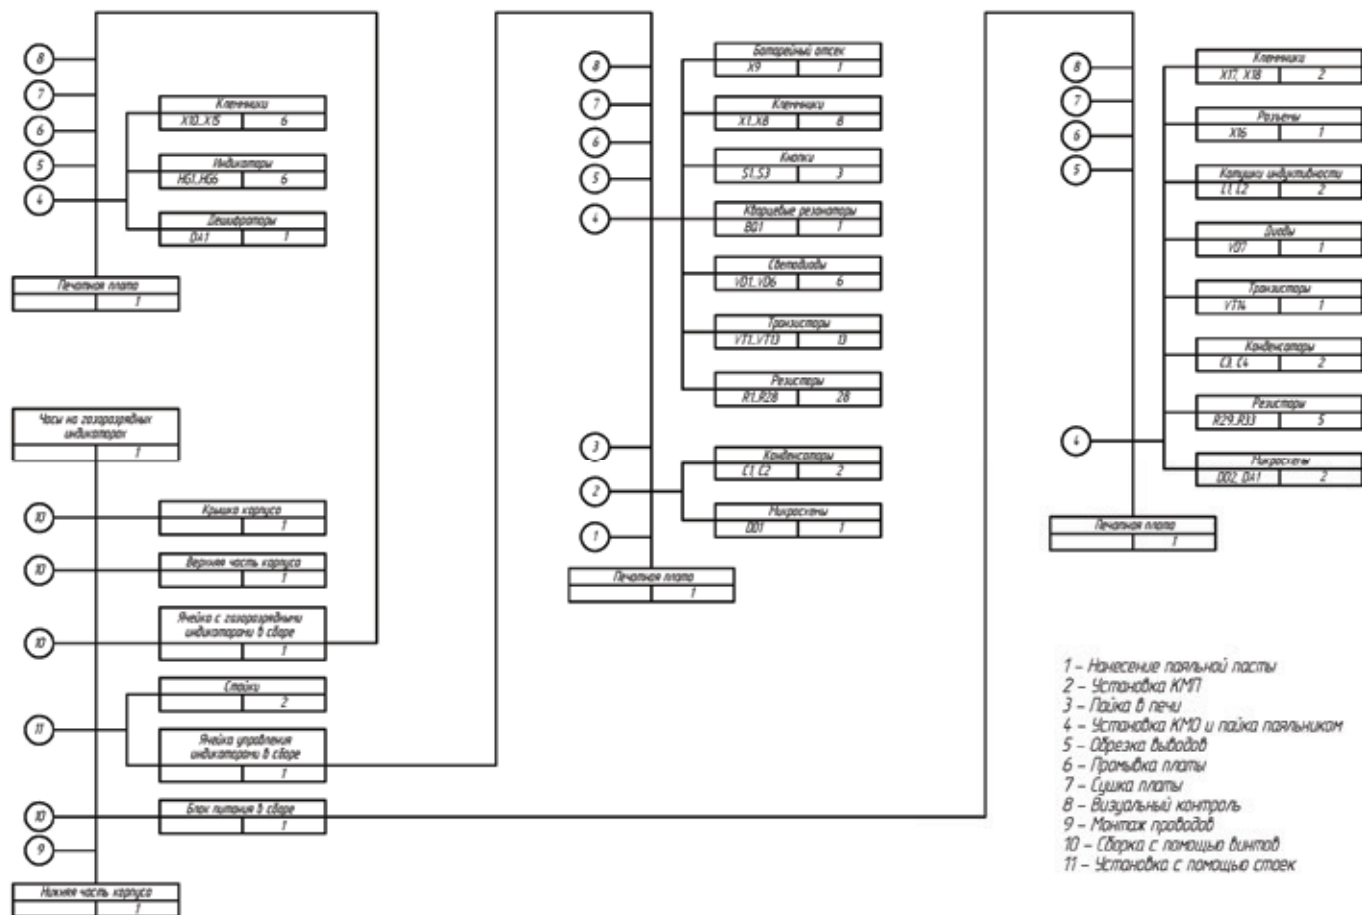 8
7
6
5
4
Клеммники
X10..X15 6
Индикаторы
HG1..HG6 6
Дешифраторы
DA1 1
Печатная плата
1
Часы на газоразрядных
индикаторах
1
10
Крышка корпуса
1
10
Верхняя часть корпуса
1
10
Ячейка с газоразрядными
индикаторами в сборе
1
11
Стойки
2
Ячейка управления
индикаторами в сборе
1
10
Блок питания в сборе
1
9
Нижняя часть корпуса
1
8
7
6
5
4
Батарейный отсек
X9 1
Клеммники
X1..X8 8
Кнопки
S1..S3 3
Кварцевые резонаторы
BQ1 1
Светодиоды
VD1..VD6 6
Транзисторы
VT1..VT13 13
Резисторы
R1..R28 28
3
2
1
Конденсаторы
C1, C2 2
Микросхемы
DD1 1
Печатная плата
1
8
7
6
5
4
Клеммники
X17, X18 2
Разъемы
X16 1
Катушки индуктивности
L1, L2 2
Диоды
VD7 1
Транзисторы
VT14 1
Конденсаторы
C3, C4 2
Резисторы
R29..R33 5
Микросхемы
DD2, DA1 2
Печатная плата
1
1 – Нанесение паяльной пасты
2 – Установка КМП
3 – Пайка в печи
4 – Установка КМО и пайка паяльником
5 – Обрезка выводов
6 – Промывка платы
7 – Сушка платы
8 – Визуальный контроль
9 – Монтаж проводов
10 – Сборка с помощью винтов
11 – Установка с помощью стоек